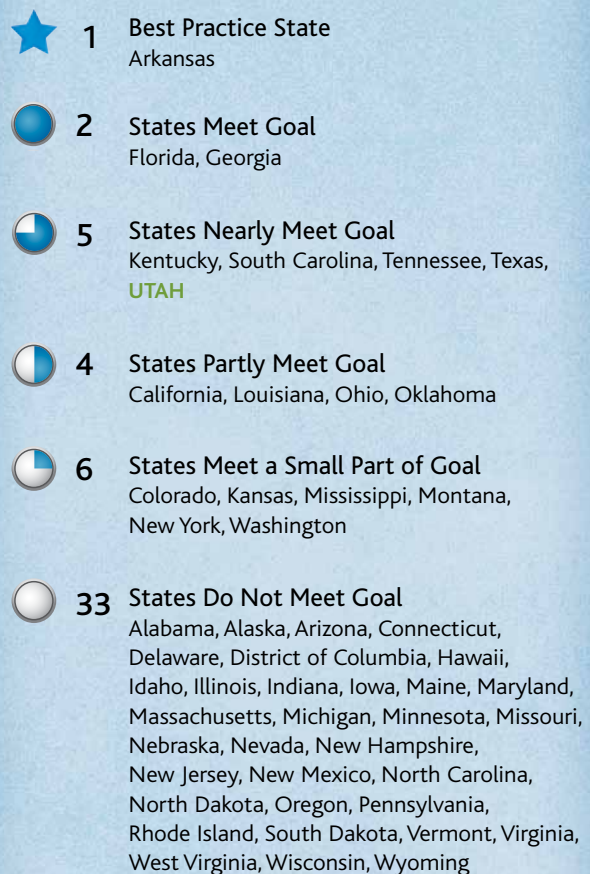 1 Best Practice State
Arkansas
2 States Meet Goal
Florida, Georgia
5 States Nearly Meet Goal
Kentucky, South Carolina, Tennessee, Texas,
UTAH
4 States Partly Meet Goal
California, Louisiana, Ohio, Oklahoma
6 States Meet a Small Part of Goal
Colorado, Kansas, Mississippi, Montana,
New York, Washington
33 States Do Not Meet Goal
Alabama, Alaska, Arizona, Connecticut,
Delaware, District of Columbia, Hawaii,
Idaho, Illinois, Indiana, Iowa, Maine, Maryland,
Massachusetts, Michigan, Minnesota, Missouri,
Nebraska, Nevada, New Hampshire,
New Jersey, New Mexico, North Carolina,
North Dakota, Oregon, Pennsylvania,
Rhode Island, South Dakota, Vermont, Virginia,
West Virginia, Wisconsin, Wyoming